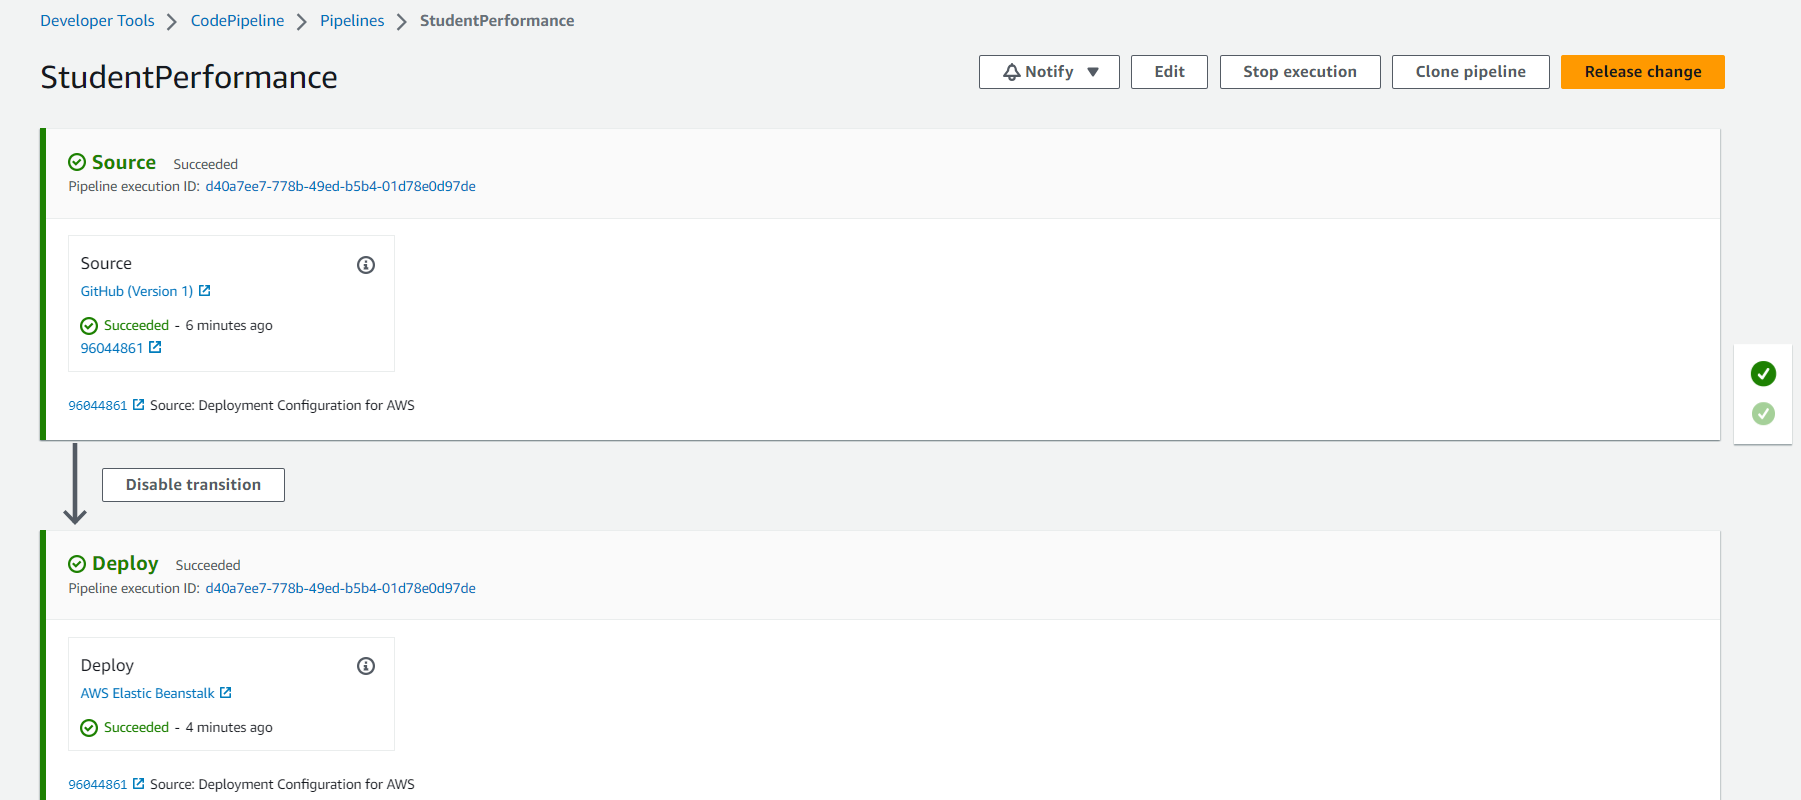 Developer Tools > CodePipeline > Pipelines > StudentPerformance
StudentPerformance
Notify ▼ Edit Stop execution Clone pipeline Release change
Source Succeeded
Pipeline execution ID: d40a7ee7-778b-49ed-b5b4-01d78e0d97de
Source
GitHub (Version 1)
Succeeded - 6 minutes ago
96044861
96044861 Source: Deployment Configuration for AWS
Disable transition
Deploy Succeeded
Pipeline execution ID: d40a7ee7-778b-49ed-b5b4-01d78e0d97de
Deploy
AWS Elastic Beanstalk
Succeeded - 4 minutes ago
96044861 Source: Deployment Configuration for AWS